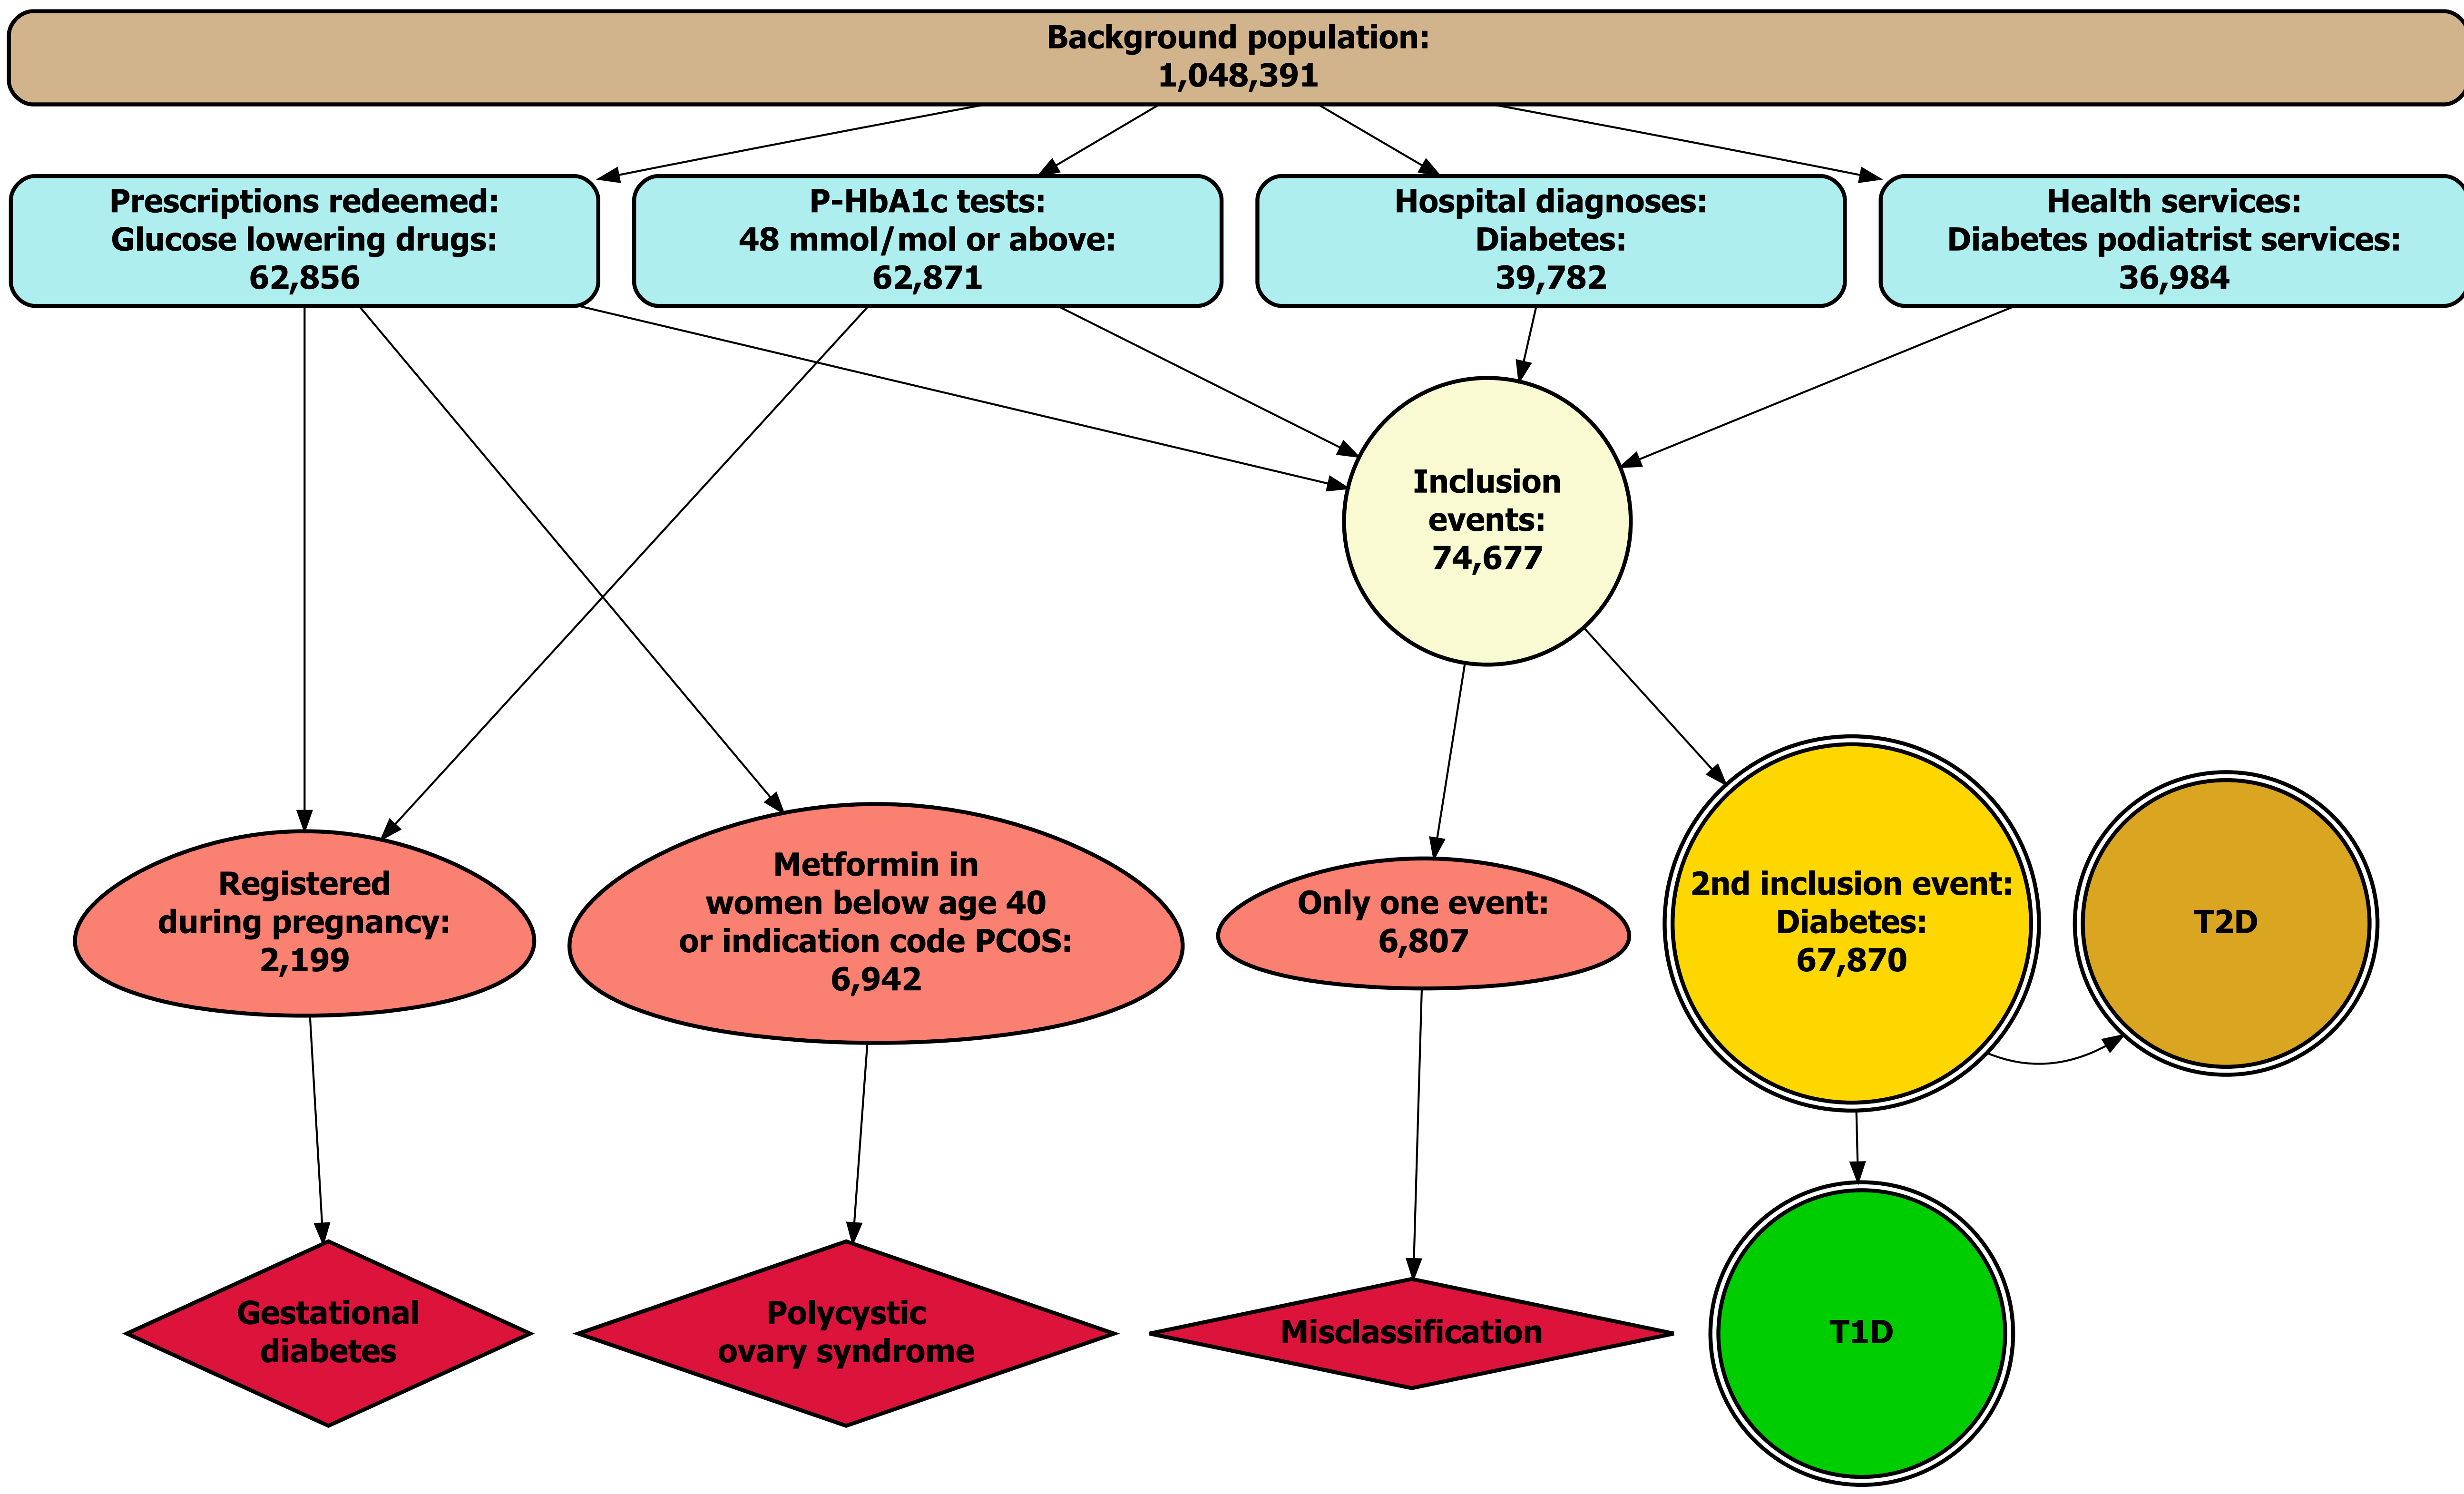 Background population:
1,048,391
Prescriptions redeemed:
Glucose lowering drugs:
62,856
P-HbA1c tests:
48 mmol/mol or above:
62,871
Hospital diagnoses:
Diabetes:
39,782
Health services:
Diabetes podiatrist services:
36,984
Inclusion
events:
74,677
Registered
during pregnancy:
2,199
Metformin in
women below age 40
or indication code PCOS:
6,942
Only one event:
6,807
2nd inclusion event:
Diabetes:
67,870
T2D
Gestational
diabetes
Polycystic
ovary syndrome
Misclassification
T1D